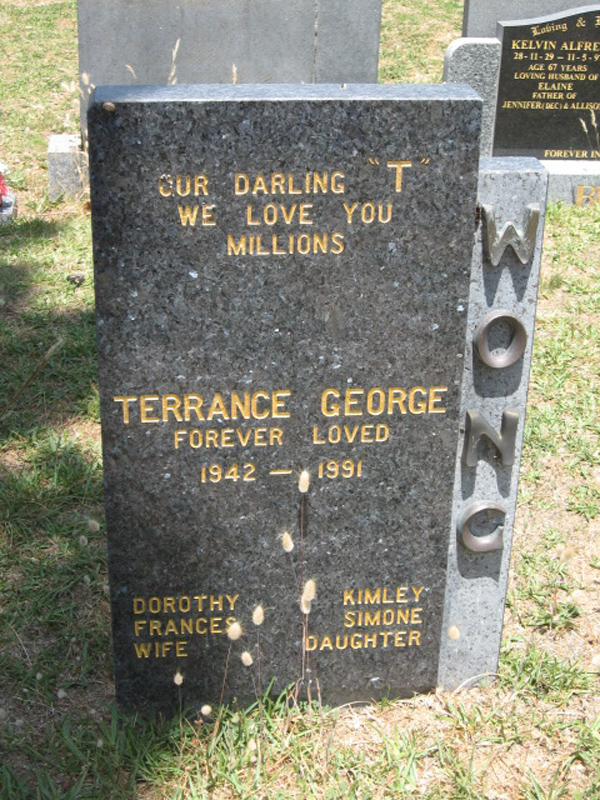 OUR DARLING "T"
WE LOVE YOU
MILLIONS
TERRANCE GEORGE
FOREVER LOVED
1942 — 1991
DOROTHY
FRANCES
WIFE
KIMLEY
SIMONE
DAUGHTER
WONG
Loving &
KELVIN
28-11-29 — 11-5-9
AGE 67 YEARS
LOVING HUSBAND OF
ELAINE
FATHER OF
JENNIFER (DEC) &
FOREVER IN